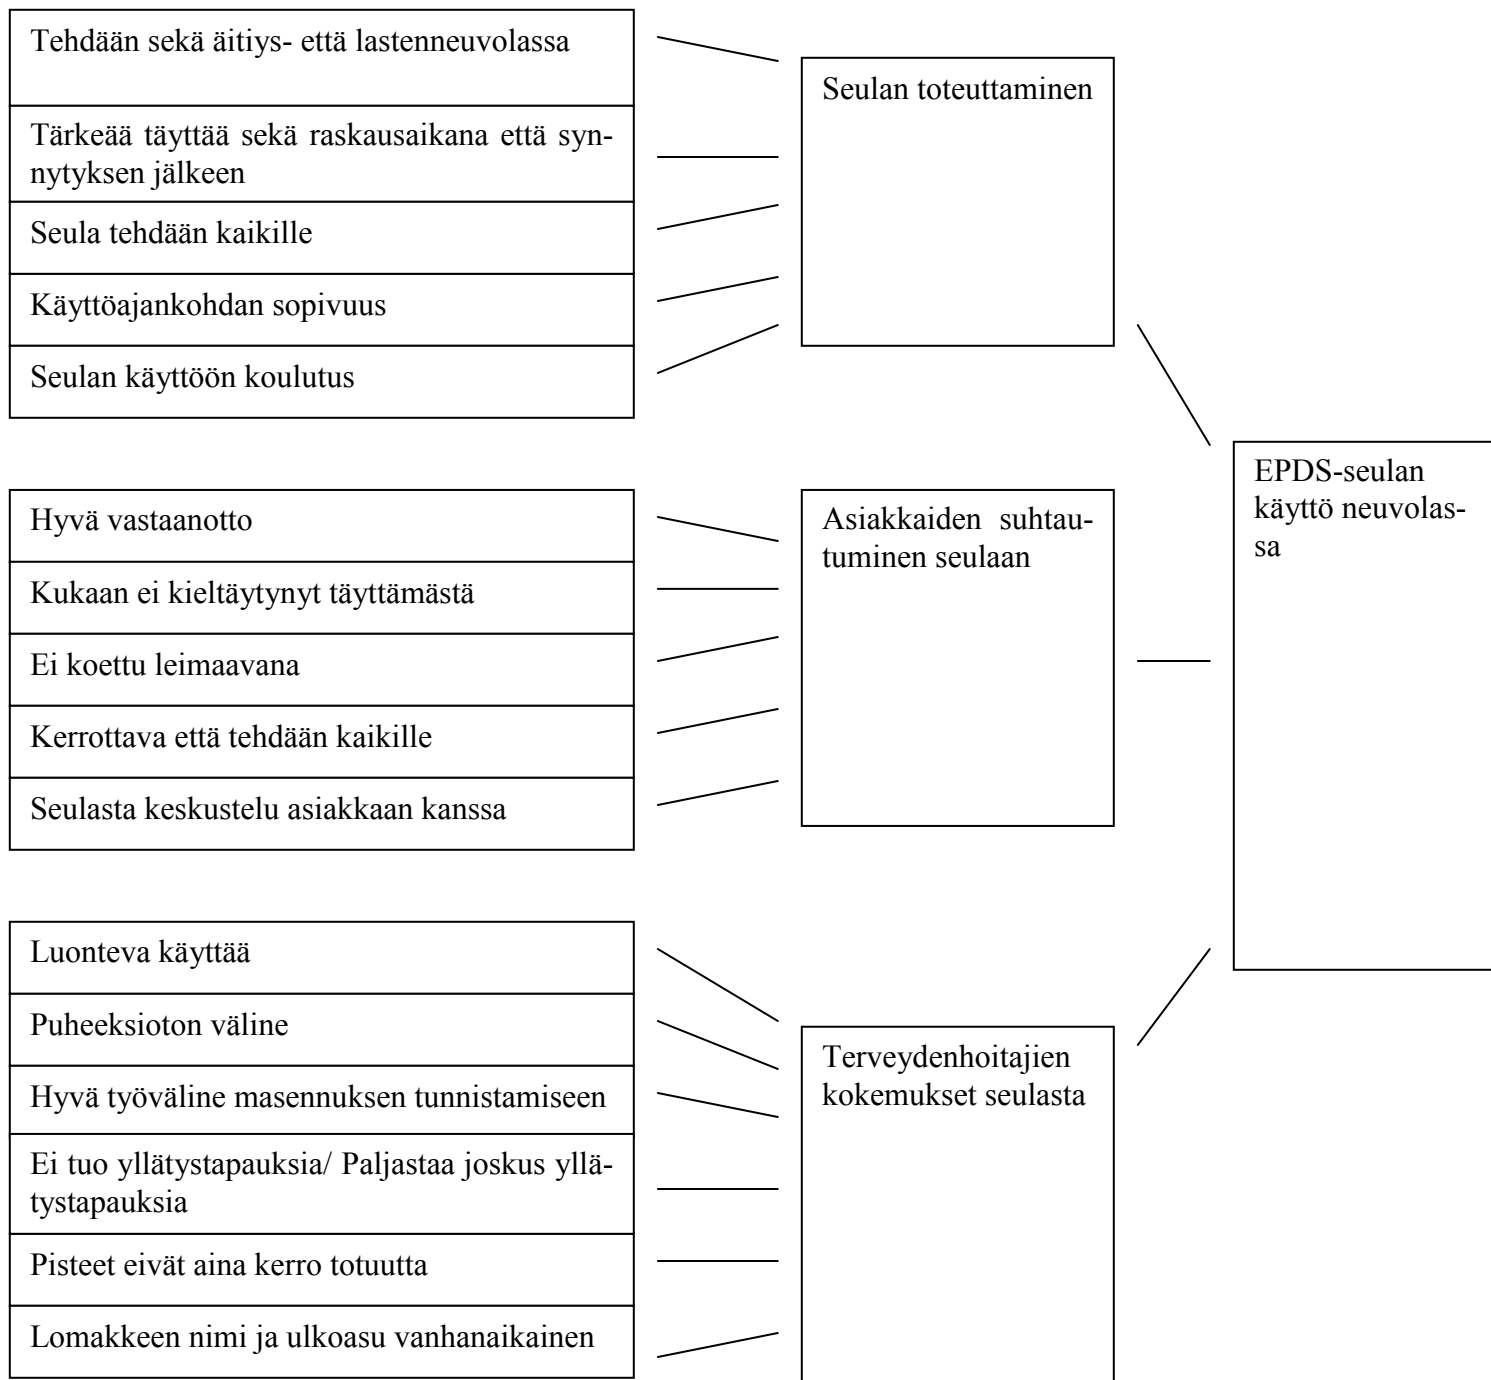 Tehdään sekä äitiys- että lastenneuvolassa
Tärkeää täyttää sekä raskausaikana että syn-
nytyksen jälkeen
Seula tehdään kaikille
Käyttöajankohdan sopivuus
Seulan käyttöön koulutus
Seulan toteuttaminen
Hyvä vastaanotto
Kukaan ei kieltäytynyt täyttämästä
Ei koettu leimaavana
Kerrottava että tehdään kaikille
Seulasta keskustelu asiakkaan kanssa
Asiakkaiden suhtau-
tuminen seulaan
Luonteva käyttää
Puheeksioton väline
Hyvä työväline masennuksen tunnistamiseen
Ei tuo yllätystapauksia/ Paljastaa joskus yllä-
tystapauksia
Pisteet eivät aina kerro totuutta
Lomakkeen nimi ja ulkoasu vanhanaikainen
Terveydenhoitajien
kokemukset seulasta
EPDS-seulan
käyttö neuvolas-
sa